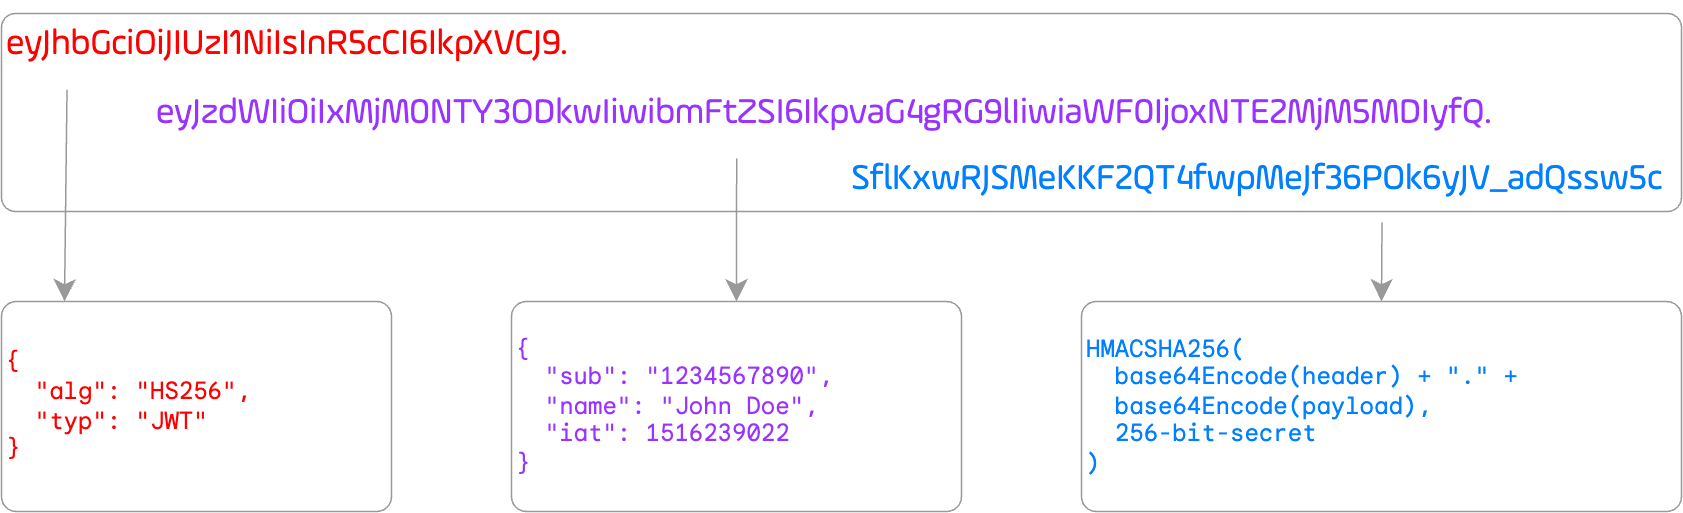 eyJhbGciOiJIUzI1NiIsInR5cCI6IkpXVCJ9.
eyJzdWIiOiIxMjM0NTY3ODkwIiwibmFtZSI6IkpvaG4gRG9lIiwiaWF0IjoxNTE2MjM5MDIyfQ.
SflKxwRJSMeKKF2QT4fwpMeJf36POk6yJV_adQssw5c
{
"alg": "HS256",
"typ": "JWT"
}
{
"sub": "1234567890",
"name": "John Doe",
"iat": 1516239022
}
HMACSHA256(
base64Encode(header) + "." +
base64Encode(payload),
256-bit-secret
)